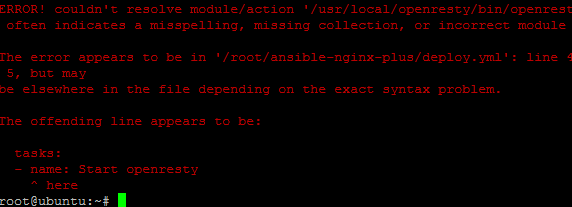 ERROR! couldn't resolve module/action '/usr/local/openresty/bin/openrest
often indicates a misspelling, missing collection, or incorrect module
The error appears to be in '/root/ansible-nginx-plus/deploy.yml': line 4
5, but may
be elsewhere in the file depending on the exact syntax problem.
The offending line appears to be:
tasks:
- name: Start openresty
^ here
root@ubuntu:~#